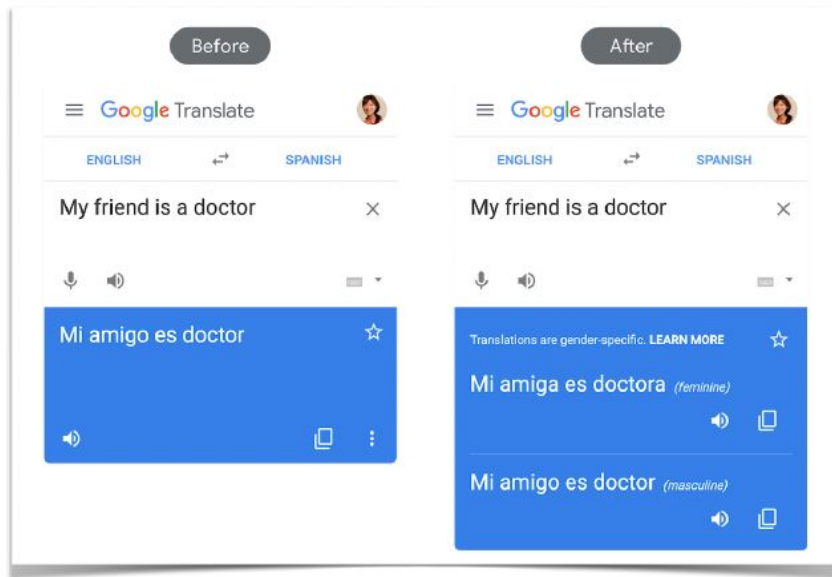 Before
Google Translate
ENGLISH SPANISH
My friend is a doctor
Mi amigo es doctor
After
Google Translate
ENGLISH SPANISH
My friend is a doctor
Translations are gender-specific. LEARN MORE
Mi amiga es doctora (feminine)
Mi amigo es doctor (masculine)